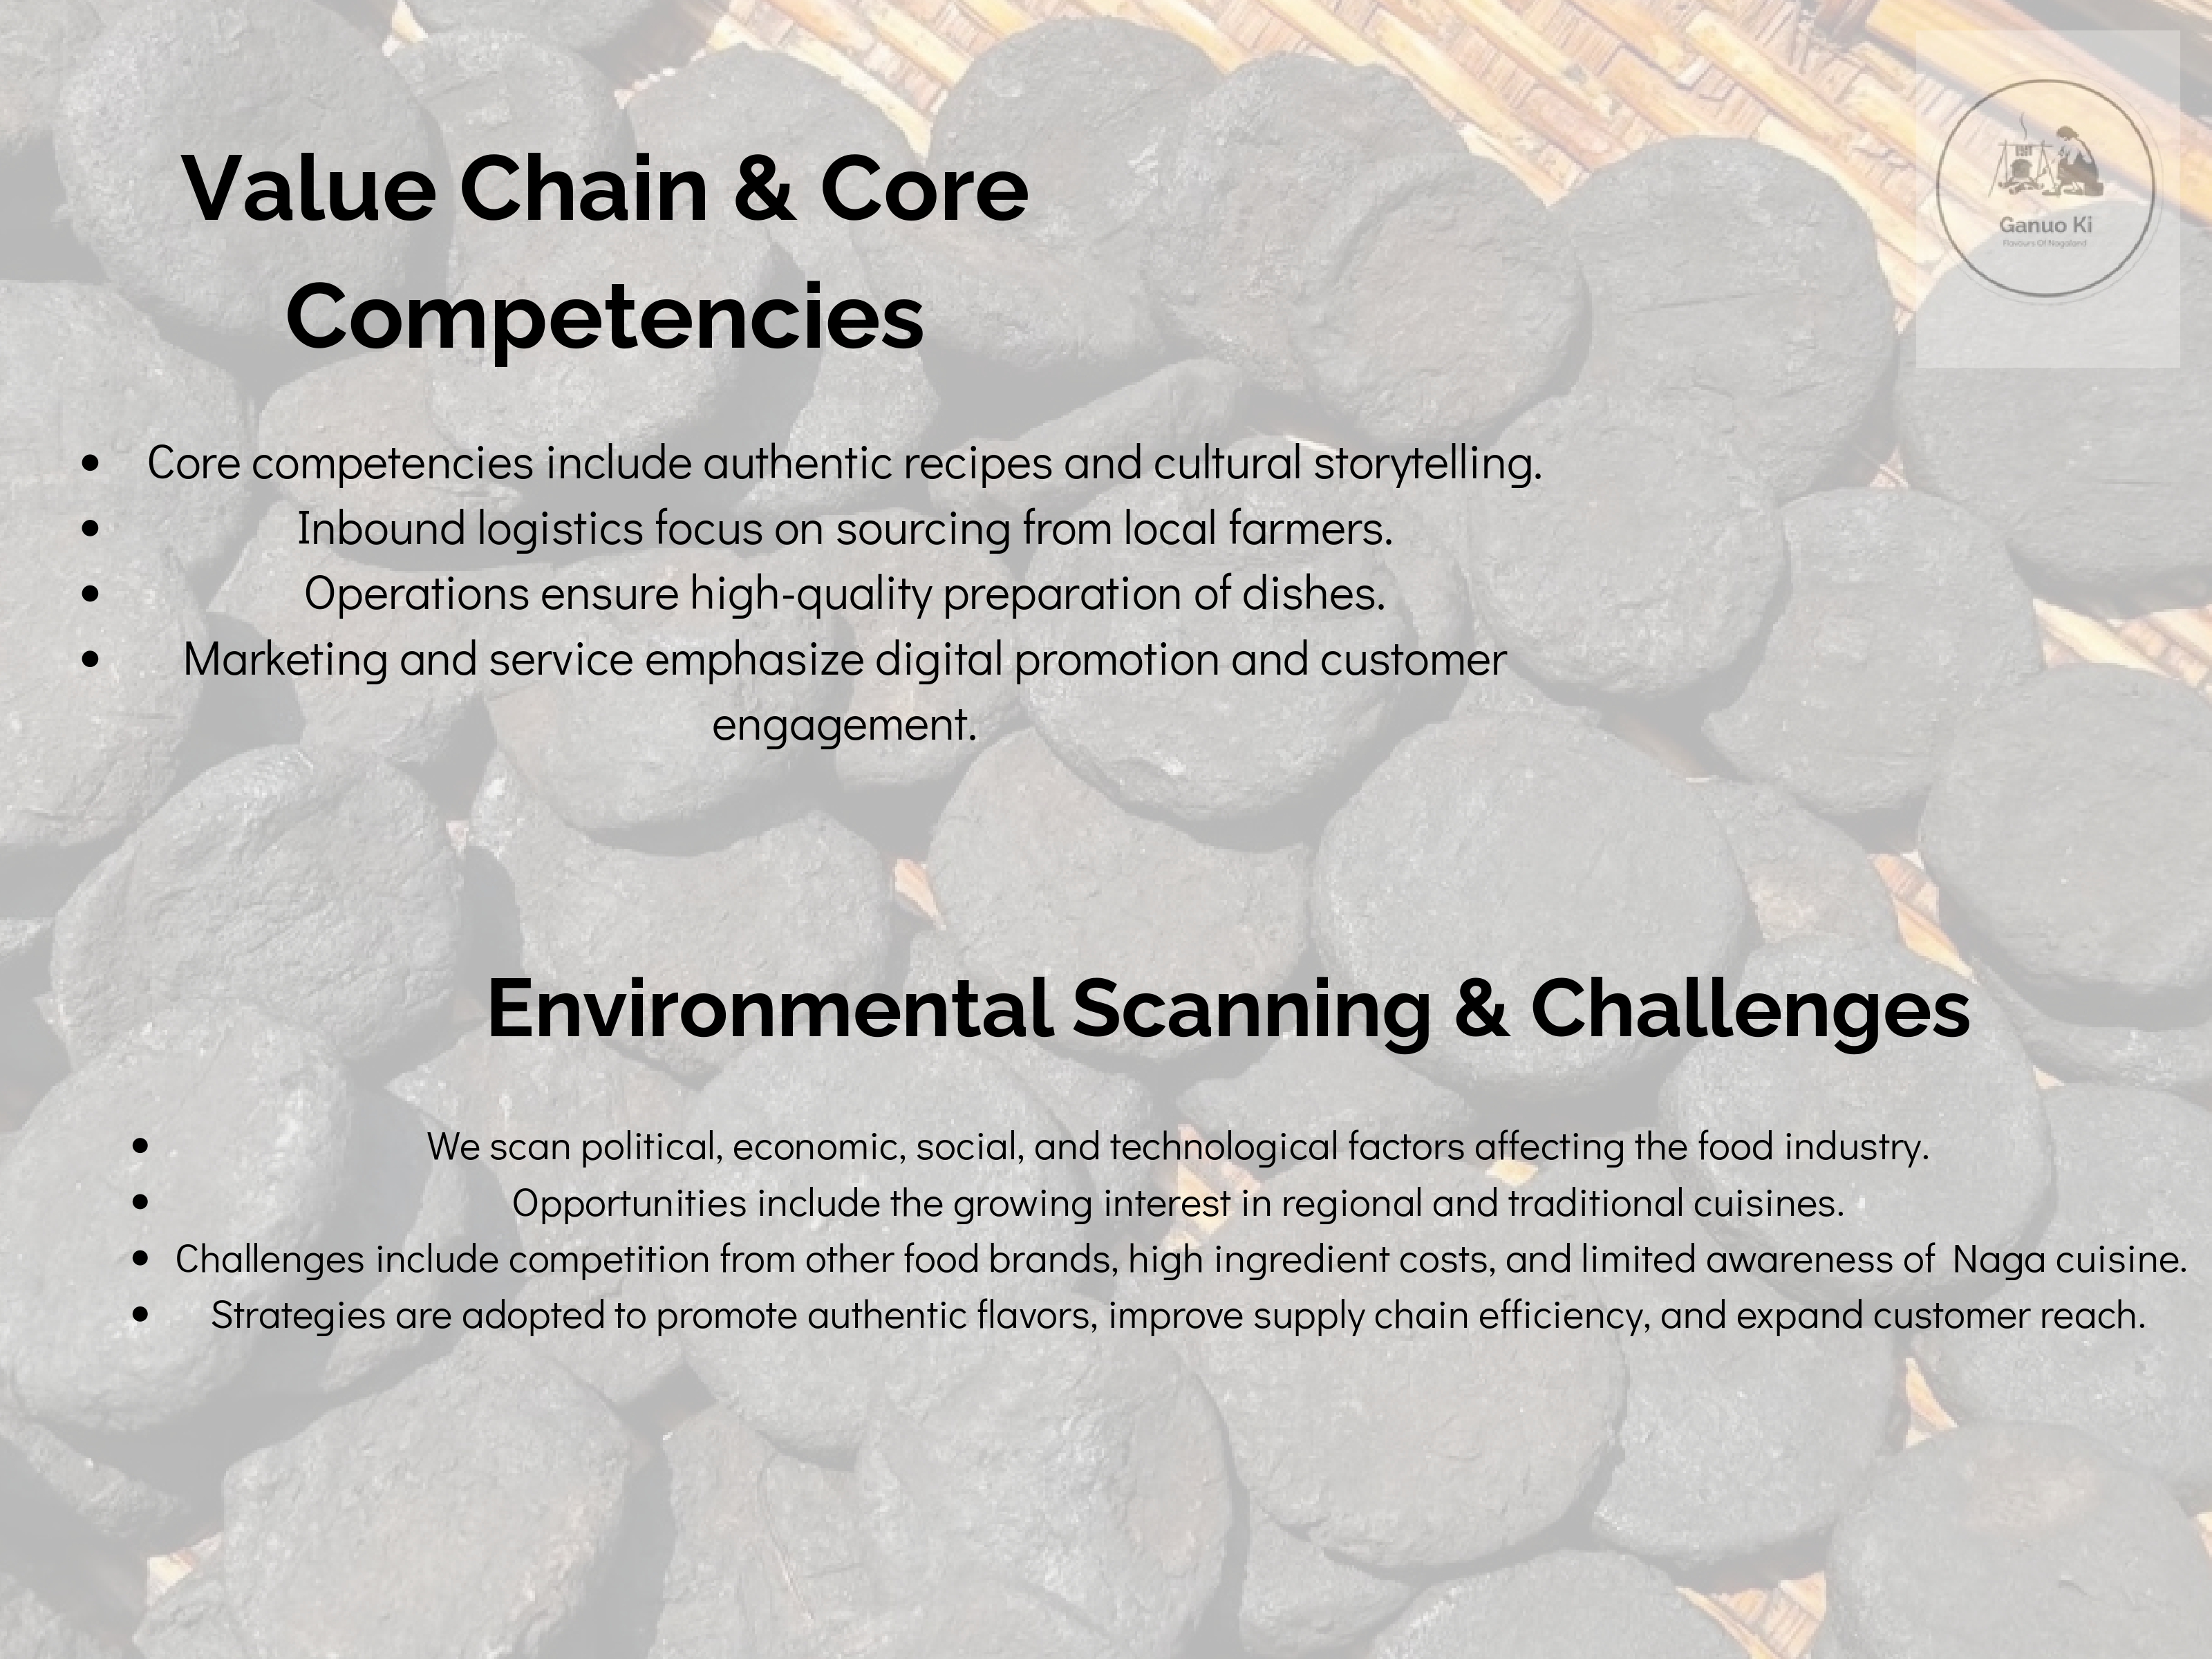 Ganuo Ki
Flavours Of Nagaland
Value Chain & Core
Competencies
• Core competencies include authentic recipes and cultural storytelling.
• Inbound logistics focus on sourcing from local farmers.
• Operations ensure high-quality preparation of dishes.
• Marketing and service emphasize digital promotion and customer
engagement.
Environmental Scanning & Challenges
• We scan political, economic, social, and technological factors affecting the food industry.
• Opportunities include the growing interest in regional and traditional cuisines.
• Challenges include competition from other food brands, high ingredient costs, and limited awareness of  Naga cuisine.
• Strategies are adopted to promote authentic flavors, improve supply chain efficiency, and expand customer reach.